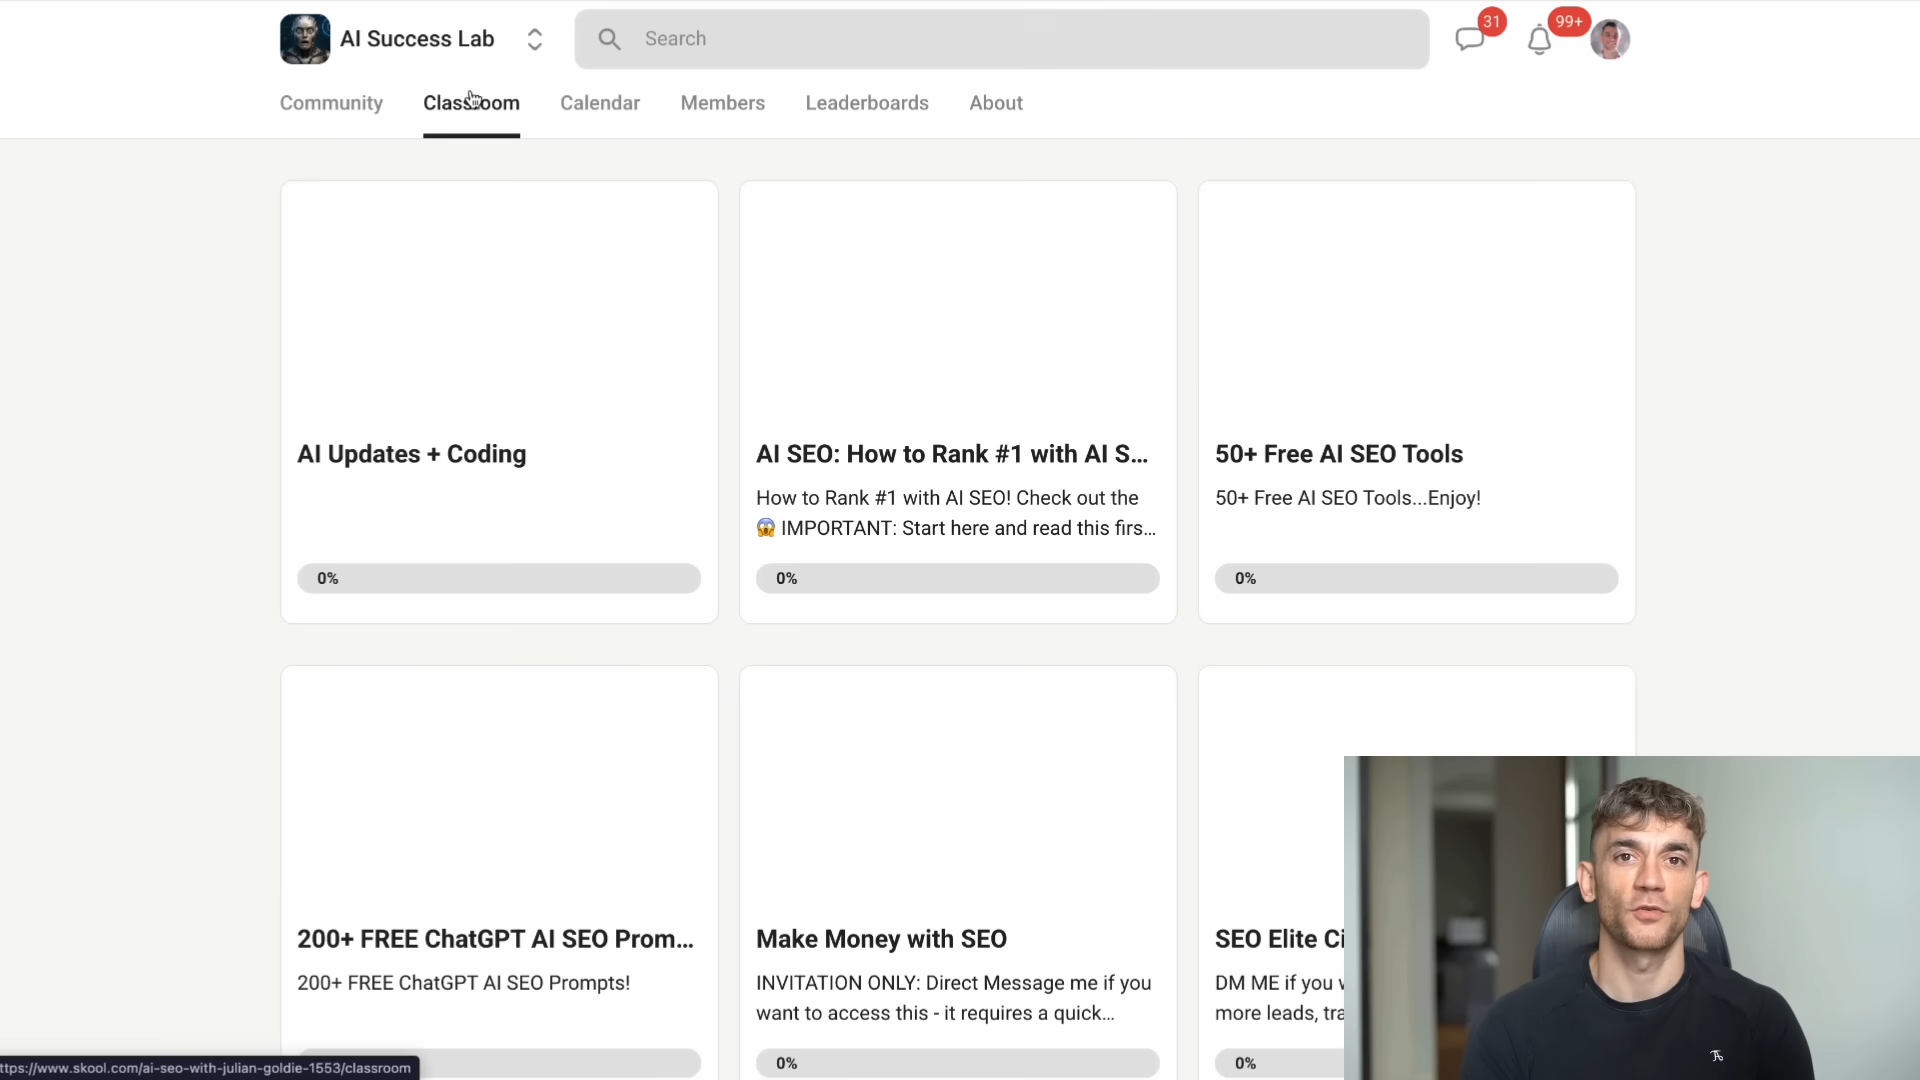 AI Success Lab
Search
31
99+
Community
Classroom
Calendar
Members
Leaderboards
About
AI Updates + Coding
0%
AI SEO: How to Rank #1 with AI S...
How to Rank #1 with AI SEO! Check out the
😱 IMPORTANT: Start here and read this firs...
0%
50+ Free AI SEO Tools
50+ Free AI SEO Tools...Enjoy!
0%
200+ FREE ChatGPT AI SEO Prom...
200+ FREE ChatGPT AI SEO Prompts!
Make Money with SEO
INVITATION ONLY: Direct Message me if you
want to access this - it requires a quick...
0%
SEO Elite Ci
DM ME if you
more leads, tra
0%
ttps://www.skool.com/ai-seo-with-julian-goldie-1553/classroom